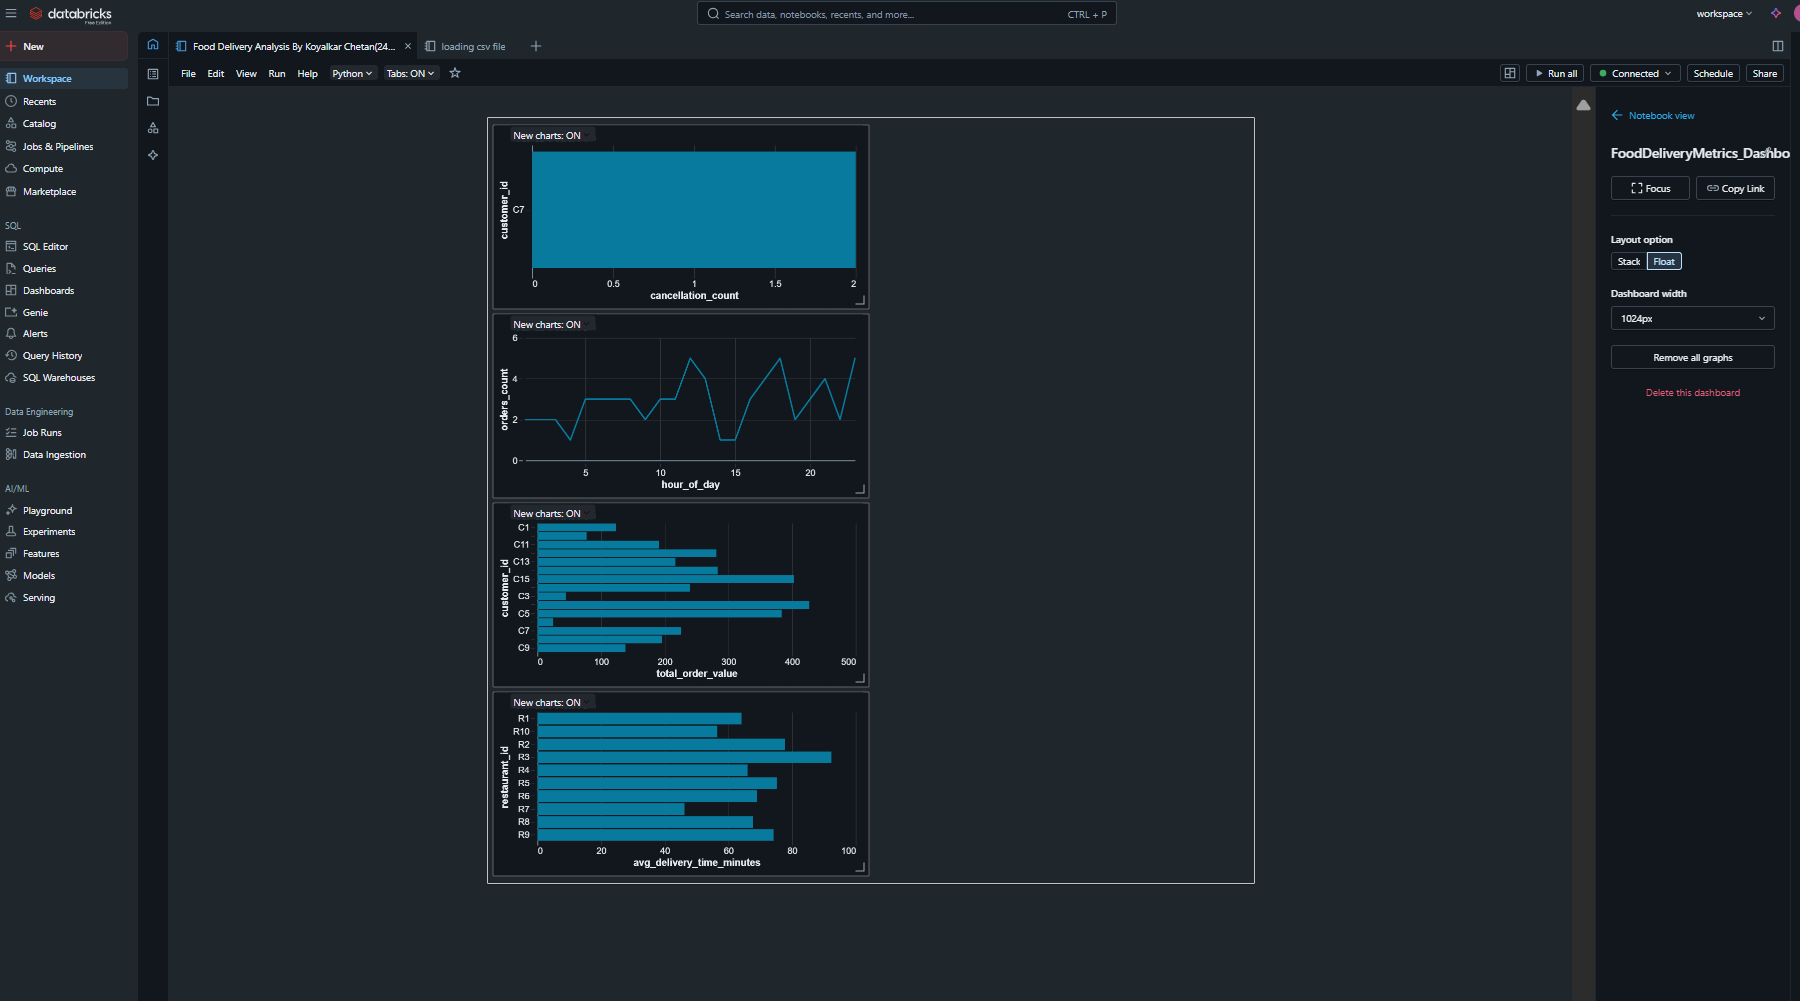 databricks
Free Edition
Search data, notebooks, recents, and more...
CTRL + P
workspace
New
Workspace
Recents
Catalog
Jobs & Pipelines
Compute
Marketplace
SQL
SQL Editor
Queries
Dashboards
Genie
Alerts
Query History
SQL Warehouses
Data Engineering
Job Runs
Data Ingestion
AI/ML
Playground
Experiments
Features
Models
Serving
Food Delivery Analysis By Koyalkar Chetan(24...
loading csv file
File Edit View Run Help Python Tabs: ON
Run all Connected Schedule Share
New charts: ON
customer_id
C7
0 0.5 1 1.5 2
cancellation_count
New charts: ON
orders_count
6
4
2
0
5 10 15 20
hour_of_day
New charts: ON
customer_id
C1
C11
C13
C15
C3
C5
C7
C9
0 100 200 300 400 500
total_order_value
New charts: ON
restaurant_id
R1
R10
R2
R3
R4
R5
R6
R7
R8
R9
0 20 40 60 80 100
avg_delivery_time_minutes
Notebook view
FoodDeliveryMetrics_Dashbo
Focus
Copy Link
Layout option
Stack Float
Dashboard width
1024px
Remove all graphs
Delete this dashboard